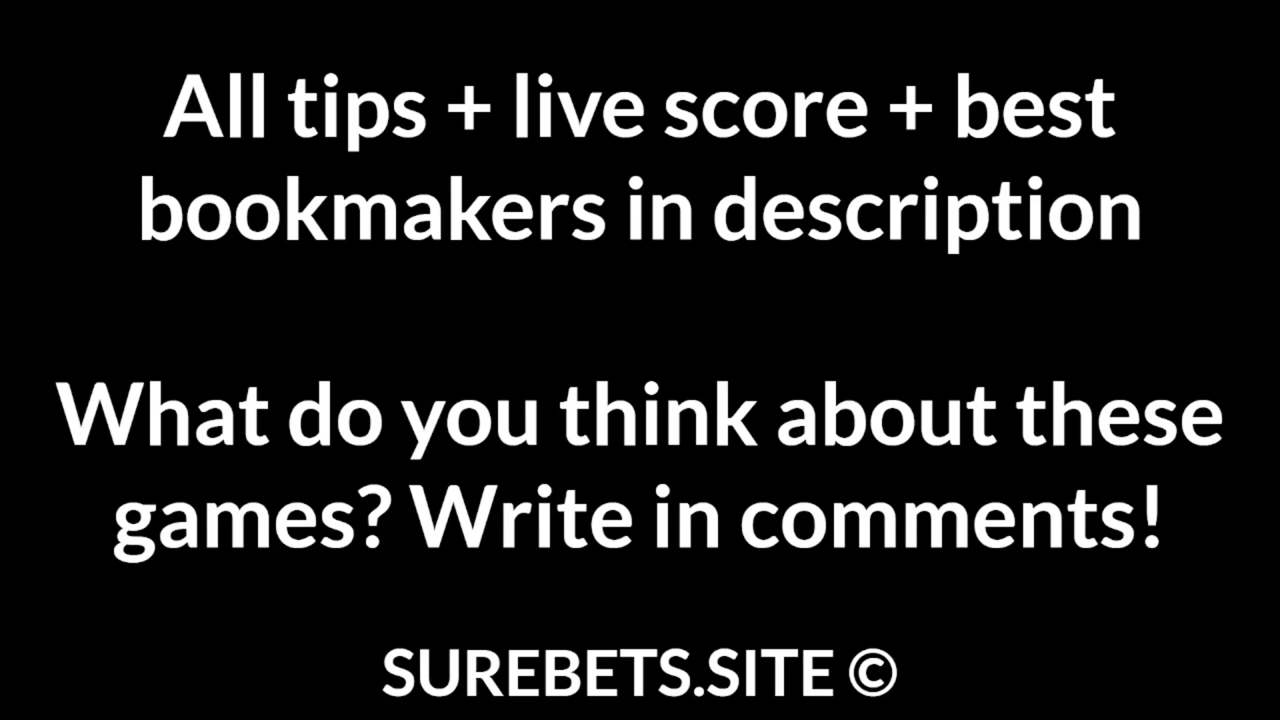 All tips + live score + best
bookmakers in description
What do you think about these
games? Write in comments!
SUREBETS.SITE ©